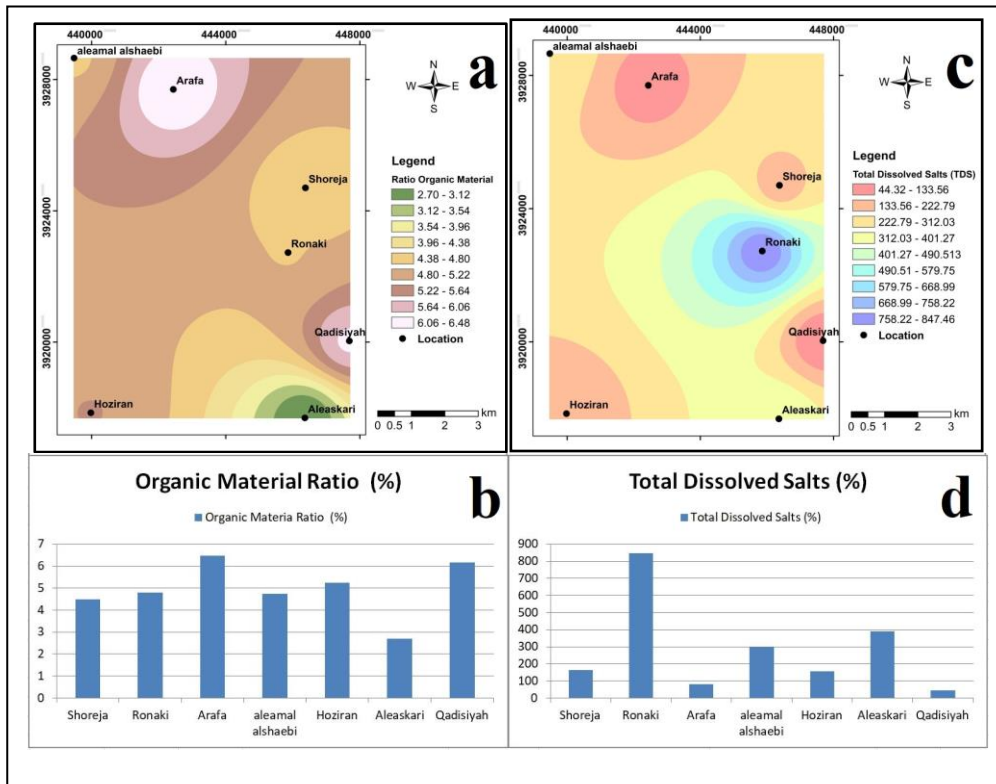 440000 444000 448000
aleamal alshaebi
a
N
W E
S
3928000
Arafa
Legend
Ratio Organic Material
2.70 - 3.12
3.12 - 3.54
3.54 - 3.96
3.96 - 4.38
4.38 - 4.80
4.80 - 5.22
5.22 - 5.64
5.64 - 6.06
6.06 - 6.48
Location
Shoreja
3924000
Ronaki
Qadisiyah
3920000
Hoziran
Aleaskari
0 0.5 1 2 3 km
440000 444000 448000
aleamal alshaebi
c
N
W E
S
3928000
Arafa
Legend
Total Dissolved Salts (TDS)
44.32 - 133.56
133.56 - 222.79
222.79 - 312.03
312.03 - 401.27
401.27 - 490.513
490.51 - 579.75
579.75 - 668.99
668.99 - 758.22
758.22 - 847.46
Location
Shoreja
3924000
Ronaki
Qadisiyah
3920000
Hoziran
Aleaskari
0 0.5 1 2 3 km
Organic Material Ratio (%)
b
Organic Materia Ratio (%)
7
6
5
4
3
2
1
0
Shoreja Ronaki Arafa aleamal Hoziran Aleaskari Qadisiyah
alshaebi
Total Dissolved Salts (%)
d
Total Dissolved Salts (%)
900
800
700
600
500
400
300
200
100
0
Shoreja Ronaki Arafa aleamal Hoziran Aleaskari Qadisiyah
alshaebi